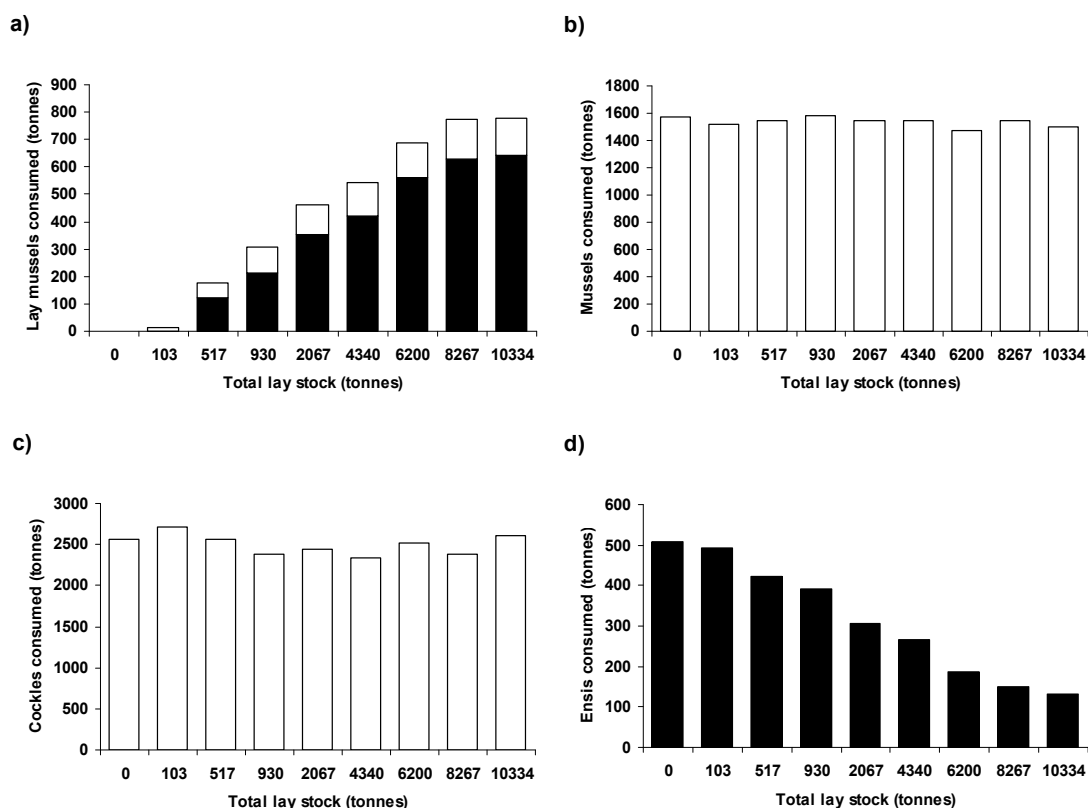 a)
Lay mussels consumed (tonnes)
900
800
700
600
500
400
300
200
100
0
0 103 517 930 2067 4340 6200 8267 10334
Total lay stock (tonnes)
b)
Mussels consumed (tonnes)
1800
1600
1400
1200
1000
800
600
400
200
0
0 103 517 930 2067 4340 6200 8267 10334
Total lay stock (tonnes)
c)
Cockles consumed (tonnes)
3000
2500
2000
1500
1000
500
0
0 103 517 930 2067 4340 6200 8267 10334
Total lay stock (tonnes)
d)
Ensis consumed (tonnes)
600
500
400
300
200
100
0
0 103 517 930 2067 4340 6200 8267 10334
Total lay stock (tonnes)